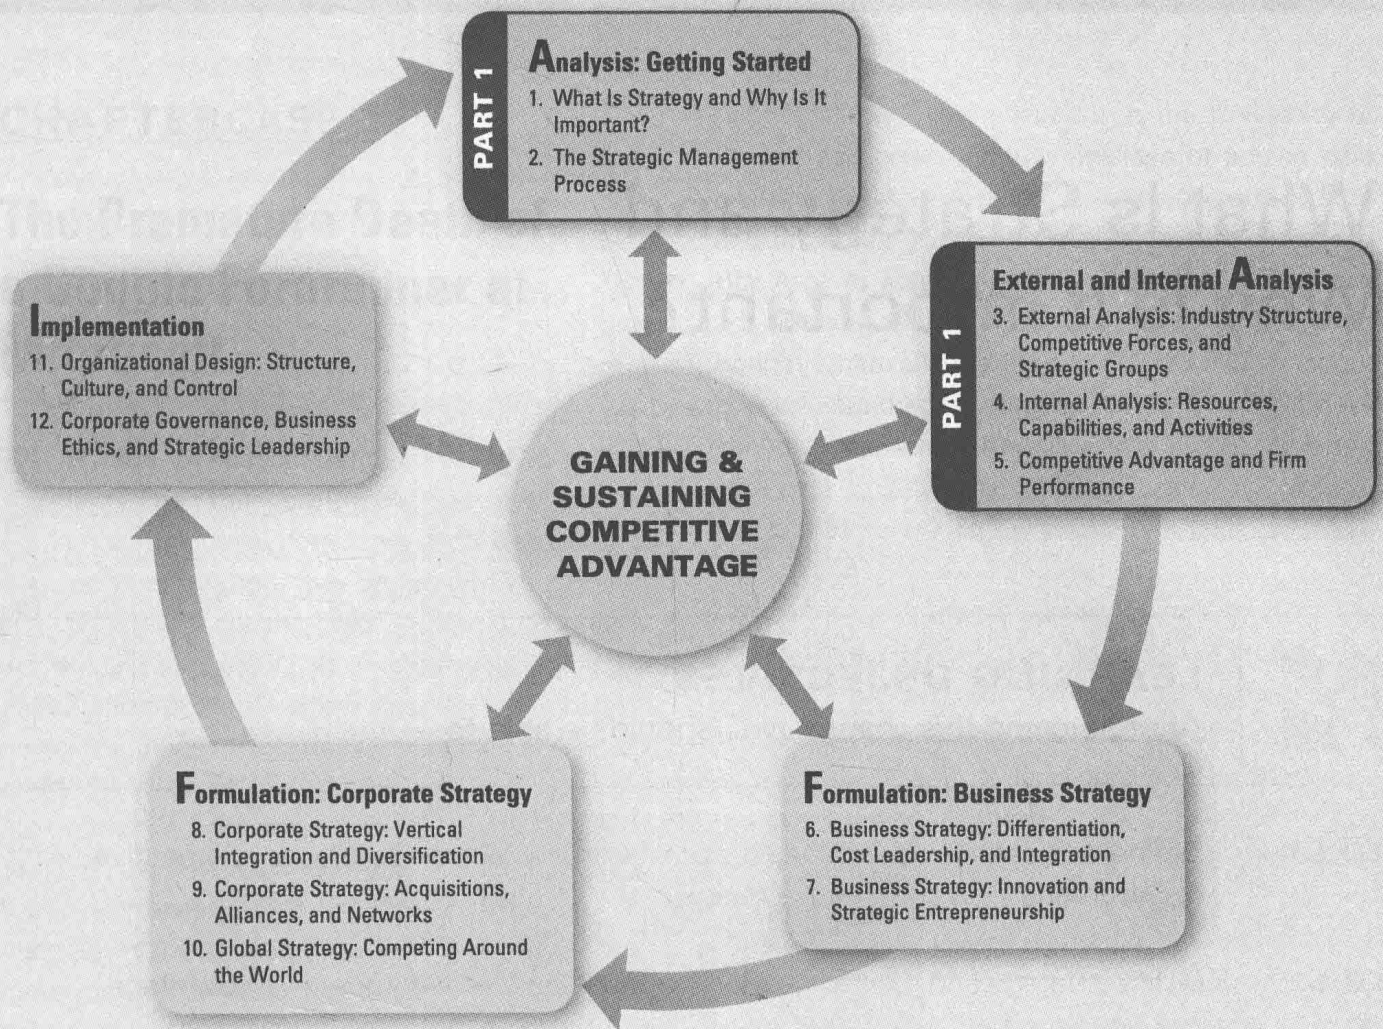 PART 1
Analysis: Getting Started
1. What Is Strategy and Why Is It
Important?
2. The Strategic Management
Process
PART 1
External and Internal Analysis
3. External Analysis: Industry Structure,
Competitive Forces, and
Strategic Groups
4. Internal Analysis: Resources,
Capabilities, and Activities
5. Competitive Advantage and Firm
Performance
Implementation
11. Organizational Design: Structure,
Culture, and Control
12. Corporate Governance, Business
Ethics, and Strategic Leadership
GAINING &
SUSTAINING
COMPETITIVE
ADVANTAGE
Formulation: Corporate Strategy
8. Corporate Strategy: Vertical
Integration and Diversification
9. Corporate Strategy: Acquisitions,
Alliances, and Networks
10. Global Strategy: Competing Around
the World
Formulation: Business Strategy
6. Business Strategy: Differentiation,
Cost Leadership, and Integration
7. Business Strategy: Innovation and
Strategic Entrepreneurship